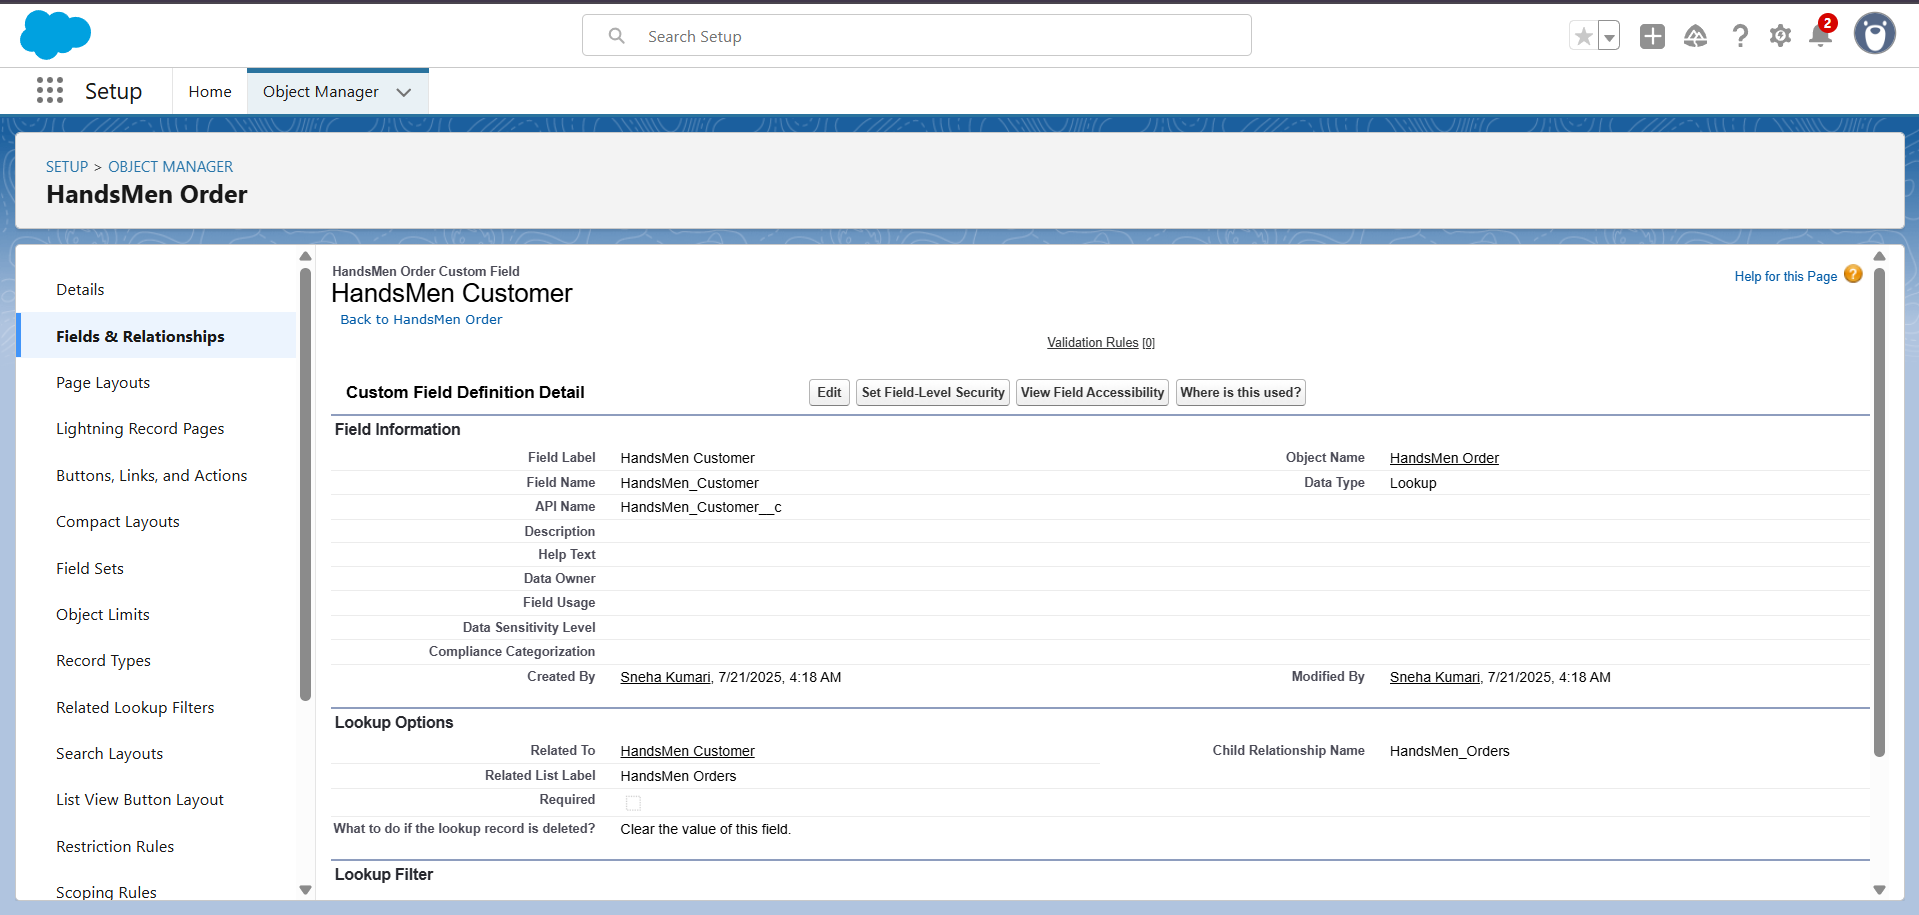 Search Setup
2
Setup
Home
Object Manager
SETUP > OBJECT MANAGER
HandsMen Order
Details
Fields & Relationships
Page Layouts
Lightning Record Pages
Buttons, Links, and Actions
Compact Layouts
Field Sets
Object Limits
Record Types
Related Lookup Filters
Search Layouts
List View Button Layout
Restriction Rules
Scoping Rules
HandsMen Order Custom Field
HandsMen Customer
Back to HandsMen Order
Help for this Page ?
Validation Rules [0]
Custom Field Definition Detail
Edit Set Field-Level Security View Field Accessibility Where is this used?
Field Information
Field Label HandsMen Customer Object Name HandsMen Order
Field Name HandsMen_Customer Data Type Lookup
API Name HandsMen_Customer__c
Description
Help Text
Data Owner
Field Usage
Data Sensitivity Level
Compliance Categorization
Created By Sneha Kumari, 7/21/2025, 4:18 AM Modified By Sneha Kumari, 7/21/2025, 4:18 AM
Lookup Options
Related To HandsMen Customer Child Relationship Name HandsMen_Orders
Related List Label HandsMen Orders
Required
What to do if the lookup record is deleted? Clear the value of this field.
Lookup Filter